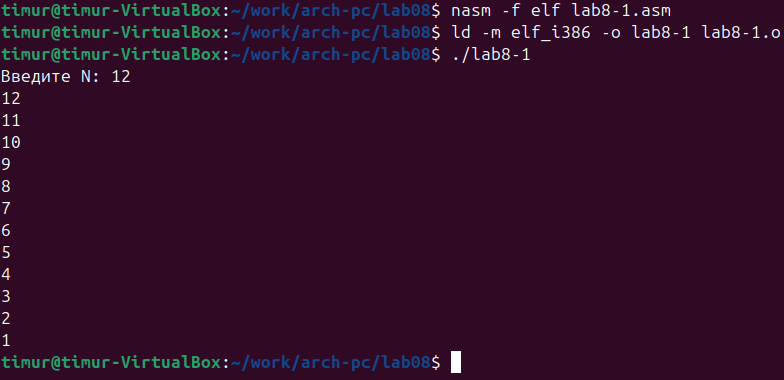 timur@timur-VirtualBox:~/work/arch-pc/lab08$ nasm -f elf lab8-1.asm
timur@timur-VirtualBox:~/work/arch-pc/lab08$ ld -m elf_i386 -o lab8-1 lab8-1.o
timur@timur-VirtualBox:~/work/arch-pc/lab08$ ./lab8-1
Введите N: 12
12
11
10
9
8
7
6
5
4
3
2
1
timur@timur-VirtualBox:~/work/arch-pc/lab08$